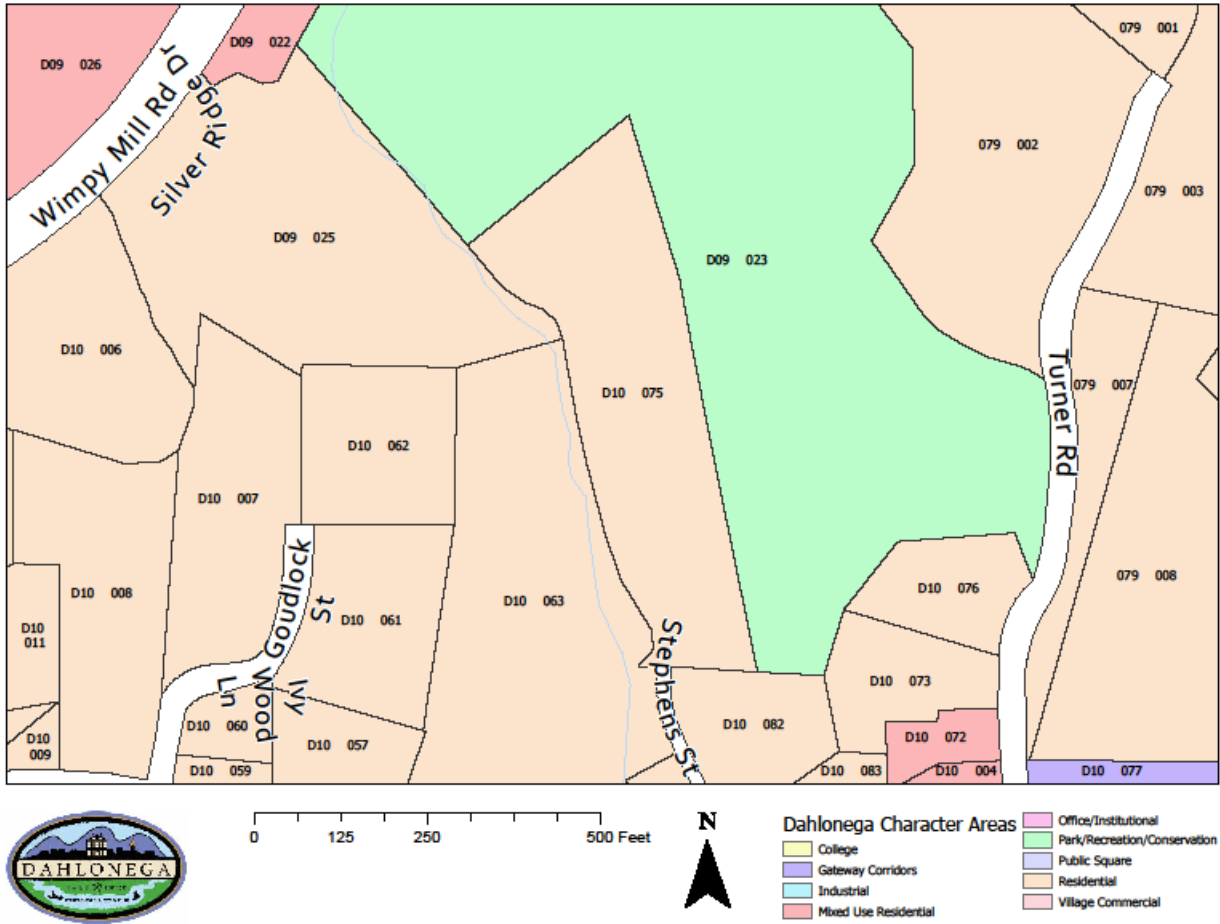 079 001
D09 022
D09 026
Wimpy Mill Rd
Silver Ridge Dr
079 002
079 003
D09 025
D09 023
D10 006
Turner Rd
079 007
D10 075
D10 062
D10 007
079 008
D10 008
D10 063
D10 076
Goudlock St
D10 061
D10
011
Stephens St
D10 073
Ivy
Wood
Ln
D10 060
D10 082
D10 072
D10
009
D10 057
D10 059
D10 083
D10 004
D10 077
0 125 250 500 Feet
N
DAHLONEGA
Dahlonega Character Areas
College
Gateway Corridors
Industrial
Mixed Use Residential
Office/Institutional
Park/Recreation/Conservation
Public Square
Residential
Village Commercial